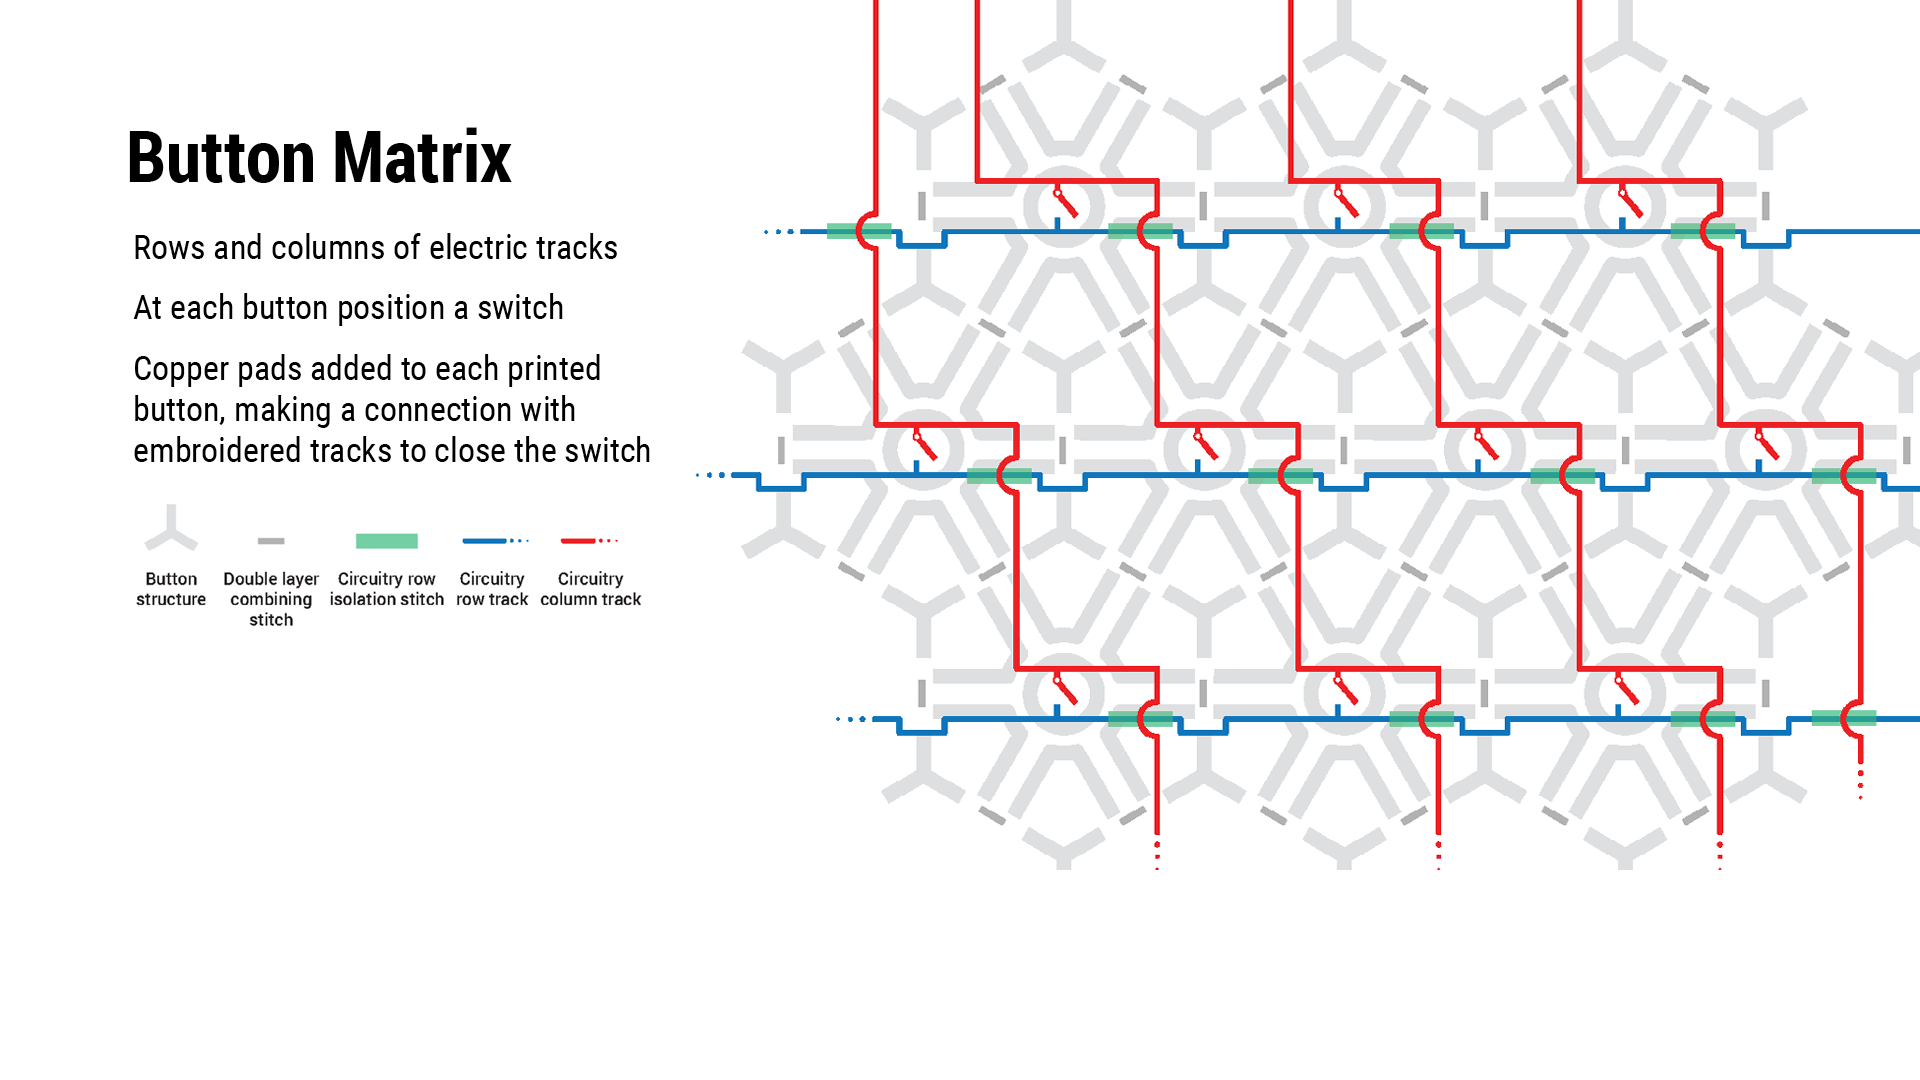 Button Matrix
Rows and columns of electric tracks
At each button position a switch
Copper pads added to each printed
button, making a connection with
embroidered tracks to close the switch
Button
structure
Double layer
combining
stitch
Circuitry row
isolation stitch
Circuitry
row track
Circuitry
column track